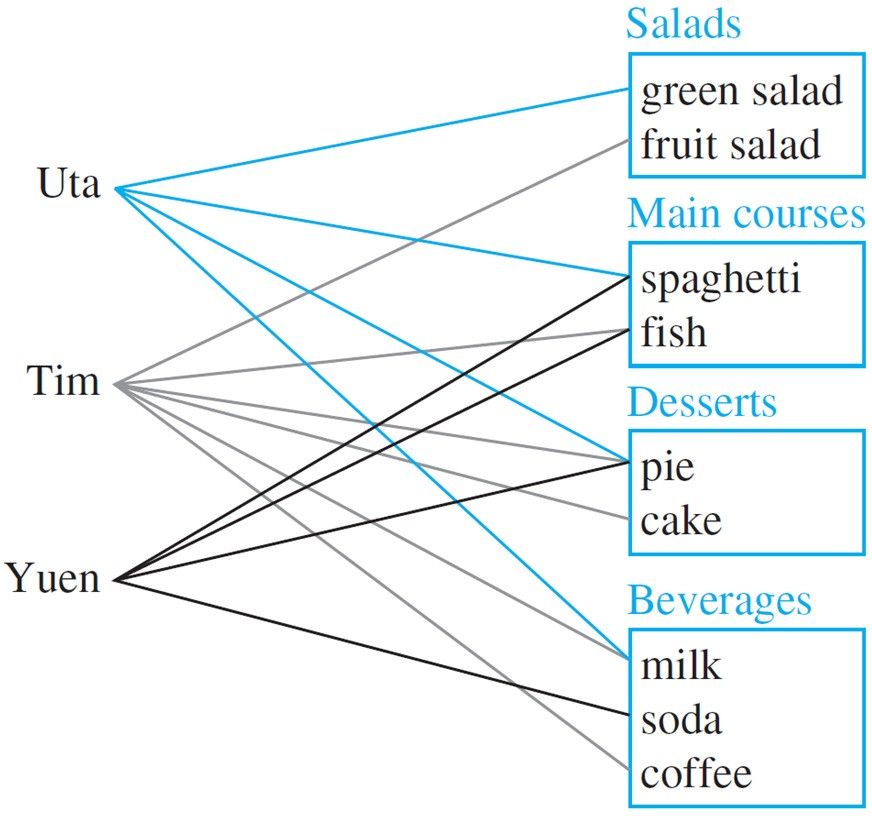 Uta
Tim
Yuen
Salads
green salad
fruit salad
Main courses
spaghetti
fish
Desserts
pie
cake
Beverages
milk
soda
coffee